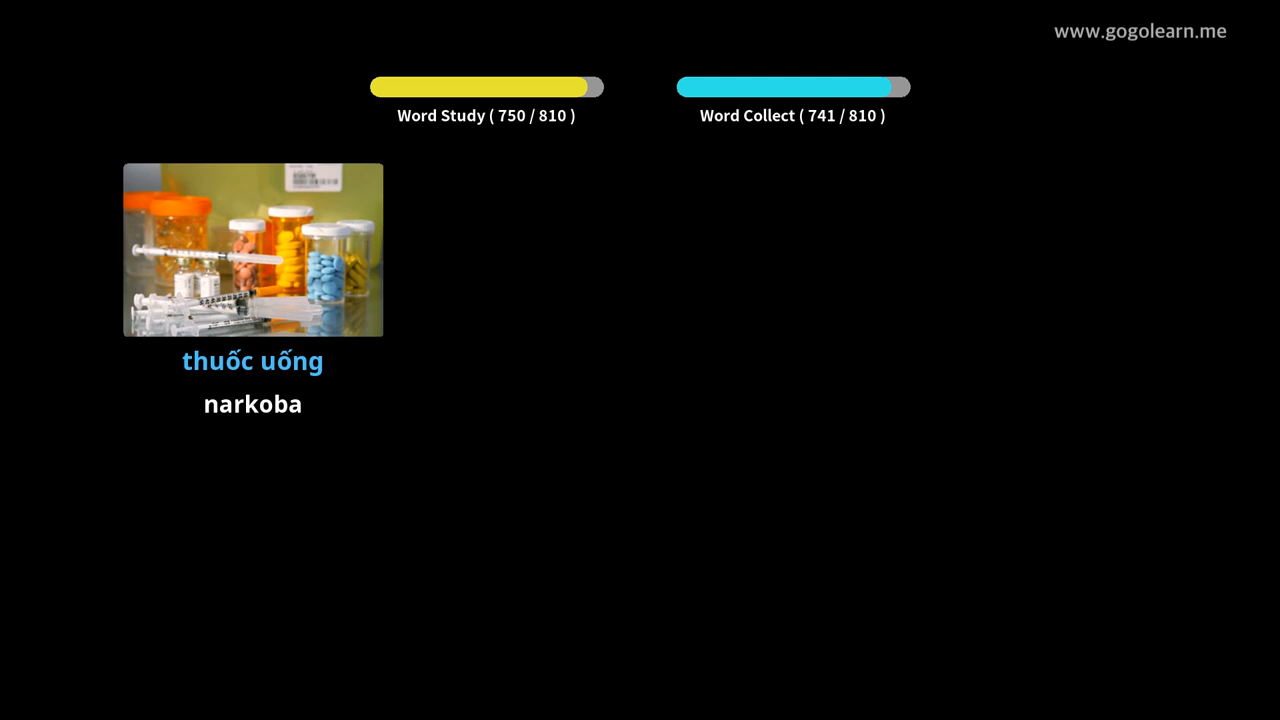 www.gogolearn.me
Word Study ( 750 / 810 )
Word Collect ( 741 / 810 )
thuốc uống
narkoba